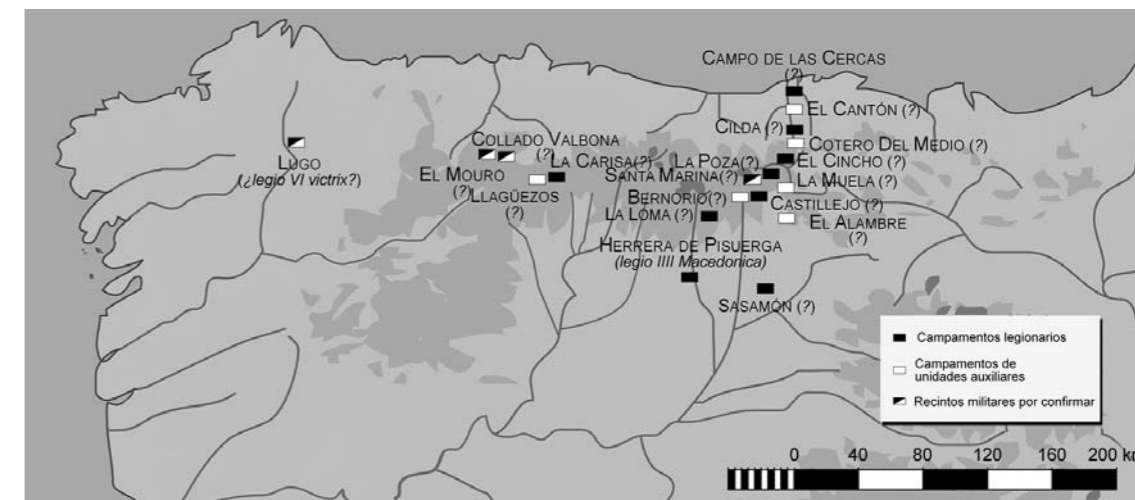 CAMPO DE LAS CERCAS
(?)
EL CANTÓN (?)
CILDA (?)
COTERO DEL MEDIO (?)
COLLADO VALBONA
(?)
LA CARISA(?)
LA POZA(?)
EL CINCHO (?)
LUGO
(¿legio VI victrix?)
EL MOURO
(?)
SANTA MARINA(?)
LA MUELA (?)
LLAGÜEZOS
(?)
BERNORIO(?)
CASTILLEJO (?)
LA LOMA (?)
EL ALAMBRE
(?)
HERRERA DE PISUERGA
(legio IIII Macedonica)
SASAMÓN (?)
Campamentos legionarios
Campamentos de
unidades auxiliares
Recintos militares por confirmar
0 40 80 120 160 200